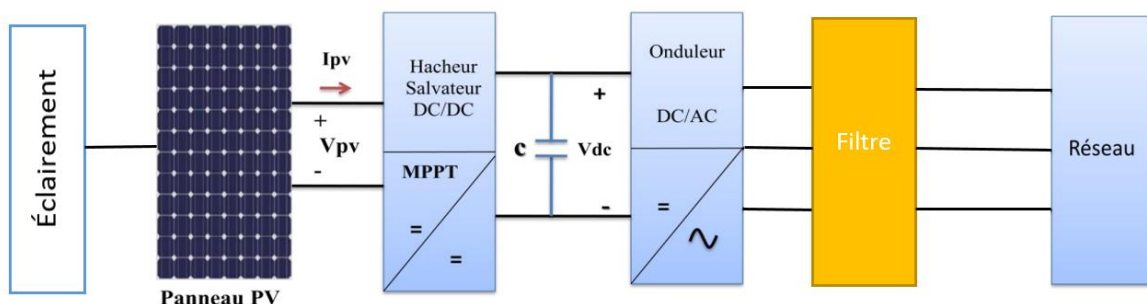 Éclairement
Panneau PV
Ipv
+
Vpv
-
Hacheur
Salvateur
DC/DC
MPPT
=
=
c
+
Vdc
-
Onduleur
DC/AC
=
Filtre
Réseau